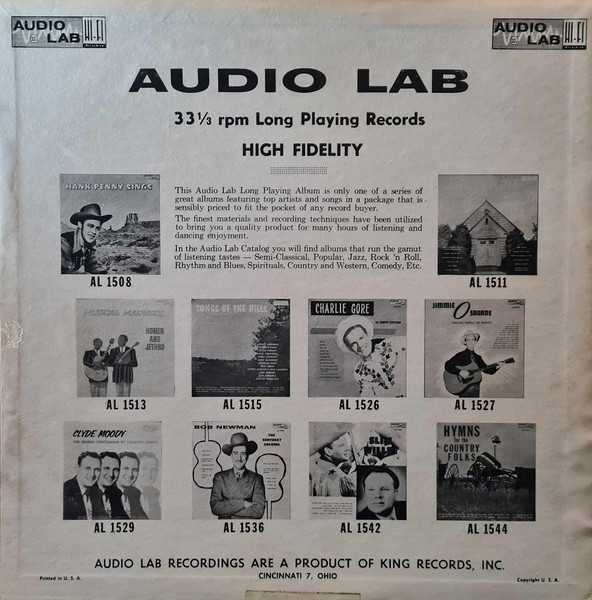 AUDIO LAB HI-FI
AUDIO LAB HI-FI
AUDIO LAB
33⅓ rpm Long Playing Records
HIGH FIDELITY
HANK PENNY SINGS
AL 1508
This Audio Lab Long Playing Album is only one of a series of
great albums featuring top artists and songs in a package that is
sensibly priced to fit the pocket of any record buyer.
The finest materials and recording techniques have been utilized
to bring you a quality product for many hours of listening and
dancing enjoyment.
In the Audio Lab Catalog you will find albums that run the gamut
of listening tastes — Semi-Classical, Popular, Jazz, Rock 'n Roll,
Rhythm and Blues, Spirituals, Country and Western, Comedy, Etc.
AL 1511
MUSICAL MADNESS
HOMER
AND
JETHRO
AL 1513
SONGS OF THE HILLS
AL 1515
CHARLIE GORE
AL 1526
JIMMIE OSBORNE
AL 1527
CLYDE MOODY
AL 1529
BOB NEWMAN
THE
KENTUCKY
COLONEL
AL 1536
SLIM
WILLET
AL 1542
HYMNS
for the
COUNTRY
FOLKS
AL 1544
AUDIO LAB RECORDINGS ARE A PRODUCT OF KING RECORDS, INC.
CINCINNATI 7, OHIO
Printed in U. S. A.
Copyright U. S. A.